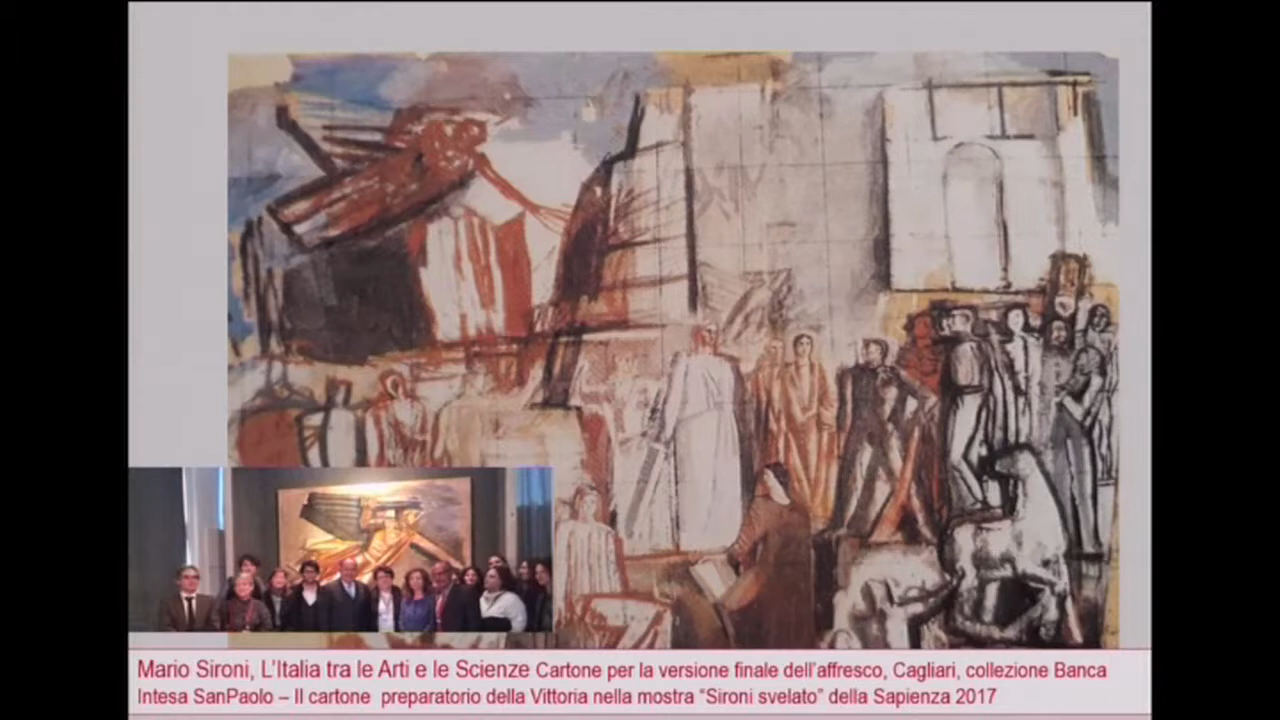 Mario Sironi, L'Italia tra le Arti e le Scienze Cartone per la versione finale dell'affresco, Cagliari, collezione Banca
Intesa SanPaolo – Il cartone preparatorio della Vittoria nella mostra "Sironi svelato" della Sapienza 2017